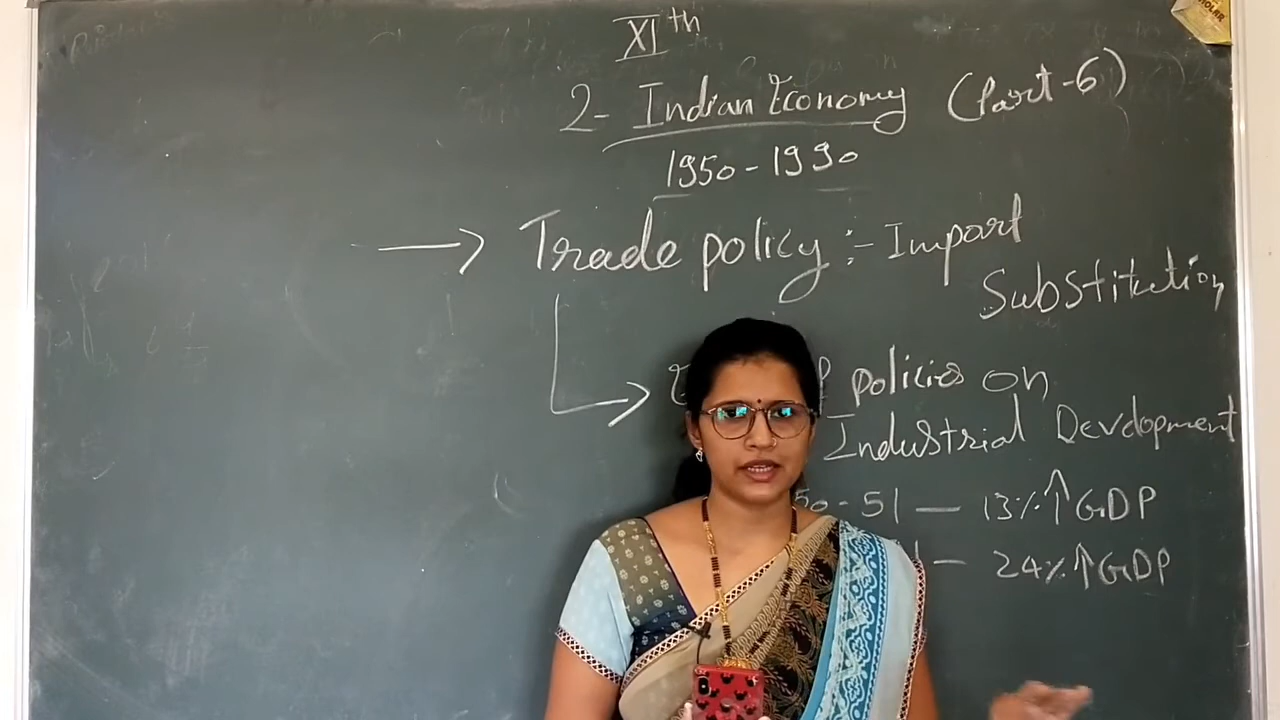 XIth
2- Indian Economy (Part-6)
1950-1990
→ Trade policy :- Import
Substitution
policies on
Industrial Development
50-51 — 13% ↑ GDP
— 24% ↑ GDP